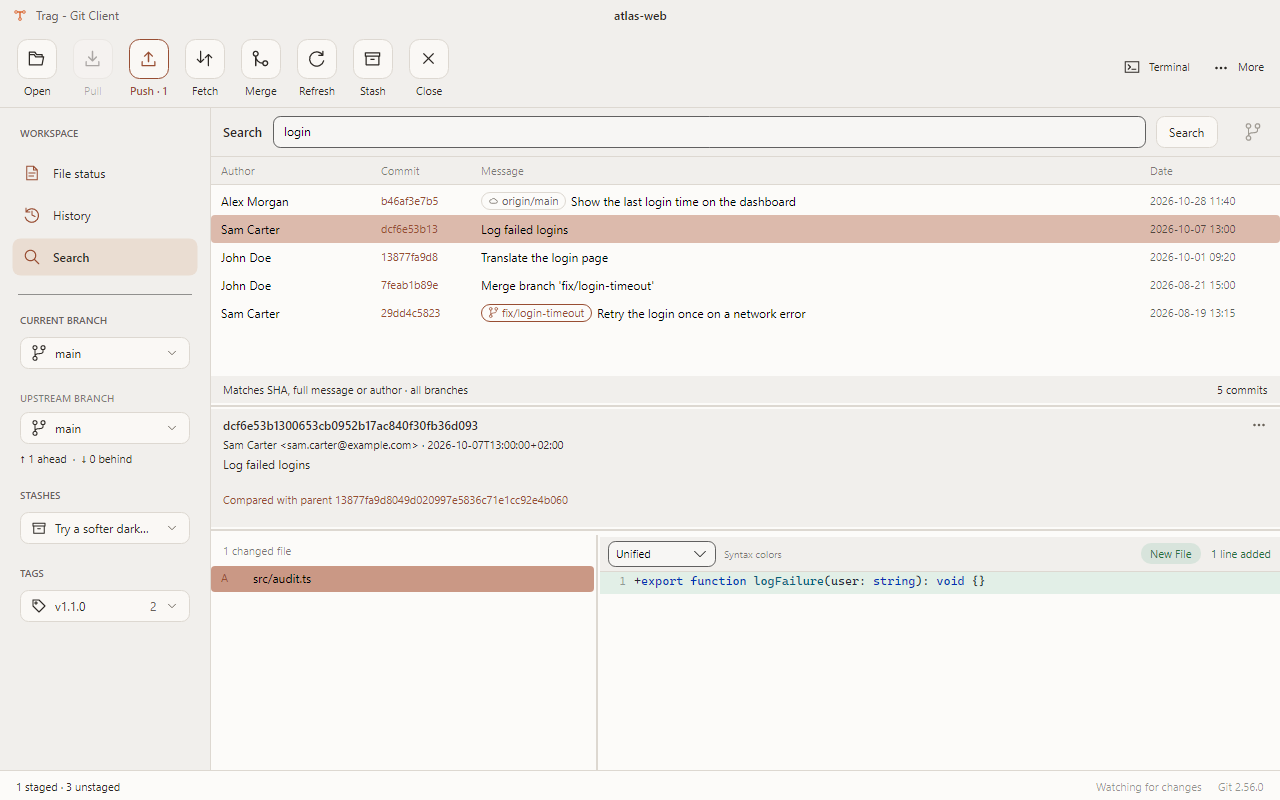 Trag - Git Client
atlas-web
Open
Pull
Push · 1
Fetch
Merge
Refresh
Stash
Close
Terminal
More
WORKSPACE
File status
History
Search
CURRENT BRANCH
main
UPSTREAM BRANCH
main
↑ 1 ahead · ↓ 0 behind
STASHES
Try a softer dark...
TAGS
v1.1.0 2
Search login Search
Author Commit Message Date
Alex Morgan b46af3e7b5 origin/main Show the last login time on the dashboard 2026-10-28 11:40
Sam Carter dcf6e53b13 Log failed logins 2026-10-07 13:00
John Doe 13877fa9d8 Translate the login page 2026-10-01 09:20
John Doe 7feab1b89e Merge branch 'fix/login-timeout' 2026-08-21 15:00
Sam Carter 29dd4c5823 fix/login-timeout Retry the login once on a network error 2026-08-19 13:15
Matches SHA, full message or author · all branches 5 commits
dcf6e53b1300653cb0952b17ac840f30fb36d093
Sam Carter <sam.carter@example.com> · 2026-10-07T13:00:00+02:00
Log failed logins
Compared with parent 13877fa9d8049d020997e5836c71e1cc92e4b060
1 changed file
A src/audit.ts
Unified Syntax colors New File 1 line added
1 +export function logFailure(user: string): void {}
1 staged · 3 unstaged
Watching for changes Git 2.56.0